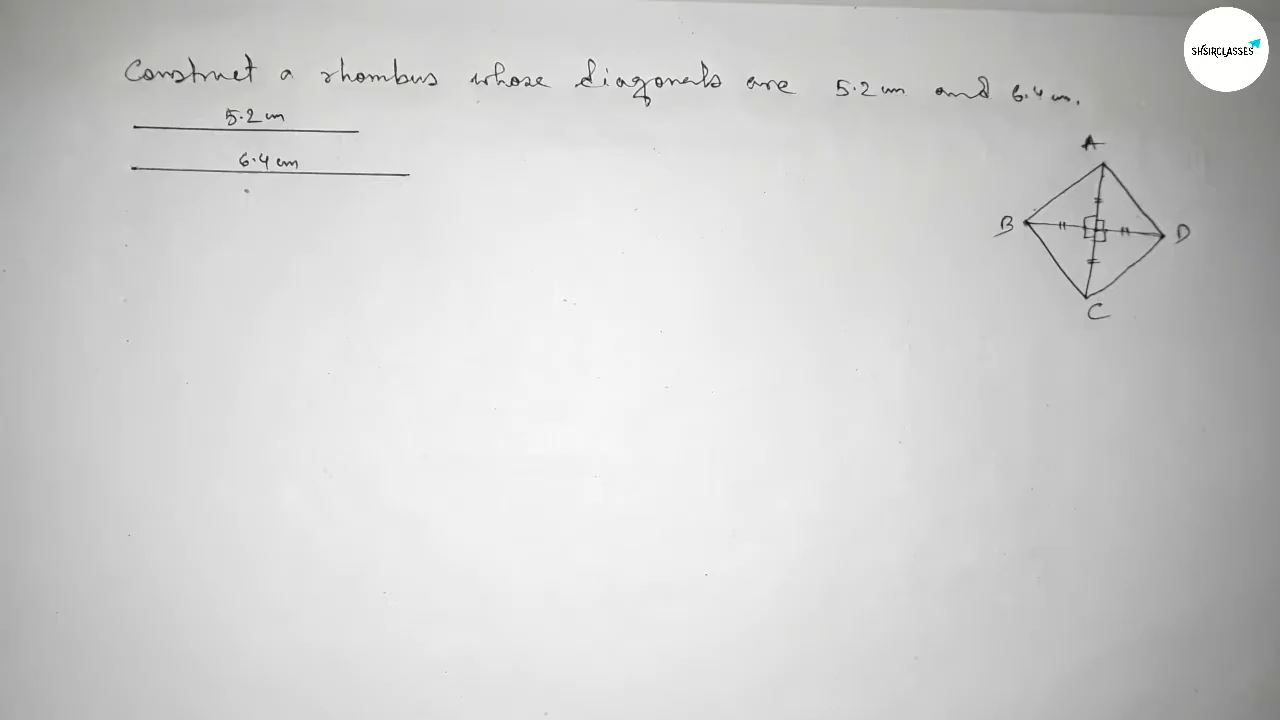 SHSIRCLASSES
Construct a rhombus whose diagonals are 5.2 cm and 6.4 cm.
5.2 cm
6.4 cm
A
B
D
C